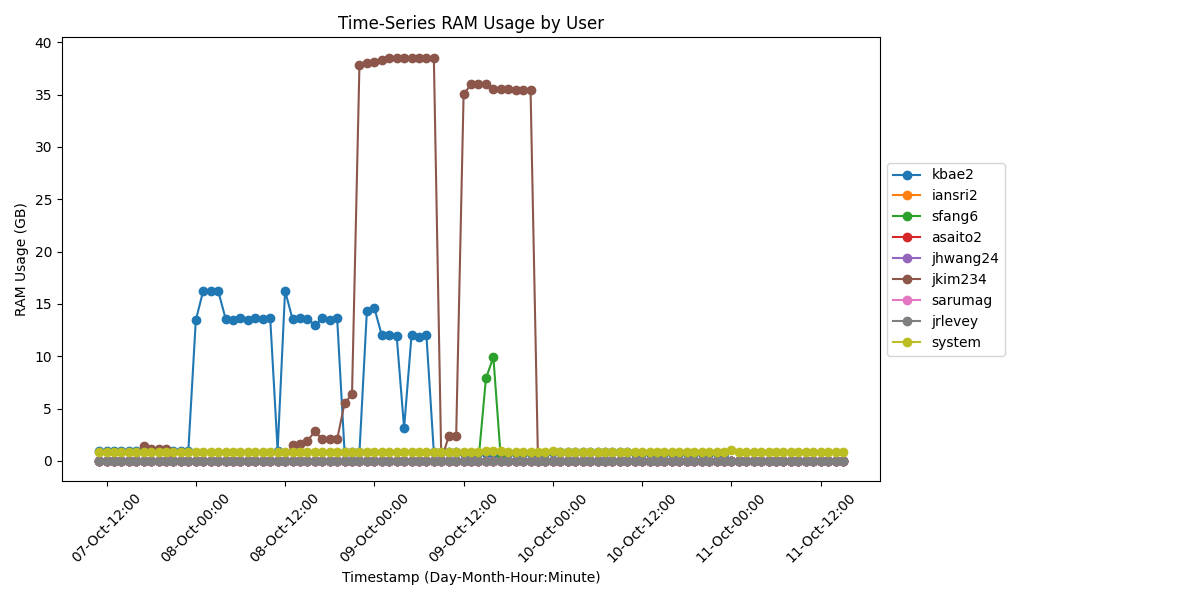 Time-Series RAM Usage by User
RAM Usage (GB)
40
35
30
25
20
15
10
5
0
07-Oct-12:00
08-Oct-00:00
08-Oct-12:00
09-Oct-00:00
09-Oct-12:00
10-Oct-00:00
10-Oct-12:00
11-Oct-00:00
11-Oct-12:00
Timestamp (Day-Month-Hour:Minute)
kbae2
iansri2
sfang6
asaito2
jhwang24
jkim234
sarumag
jrlevey
system